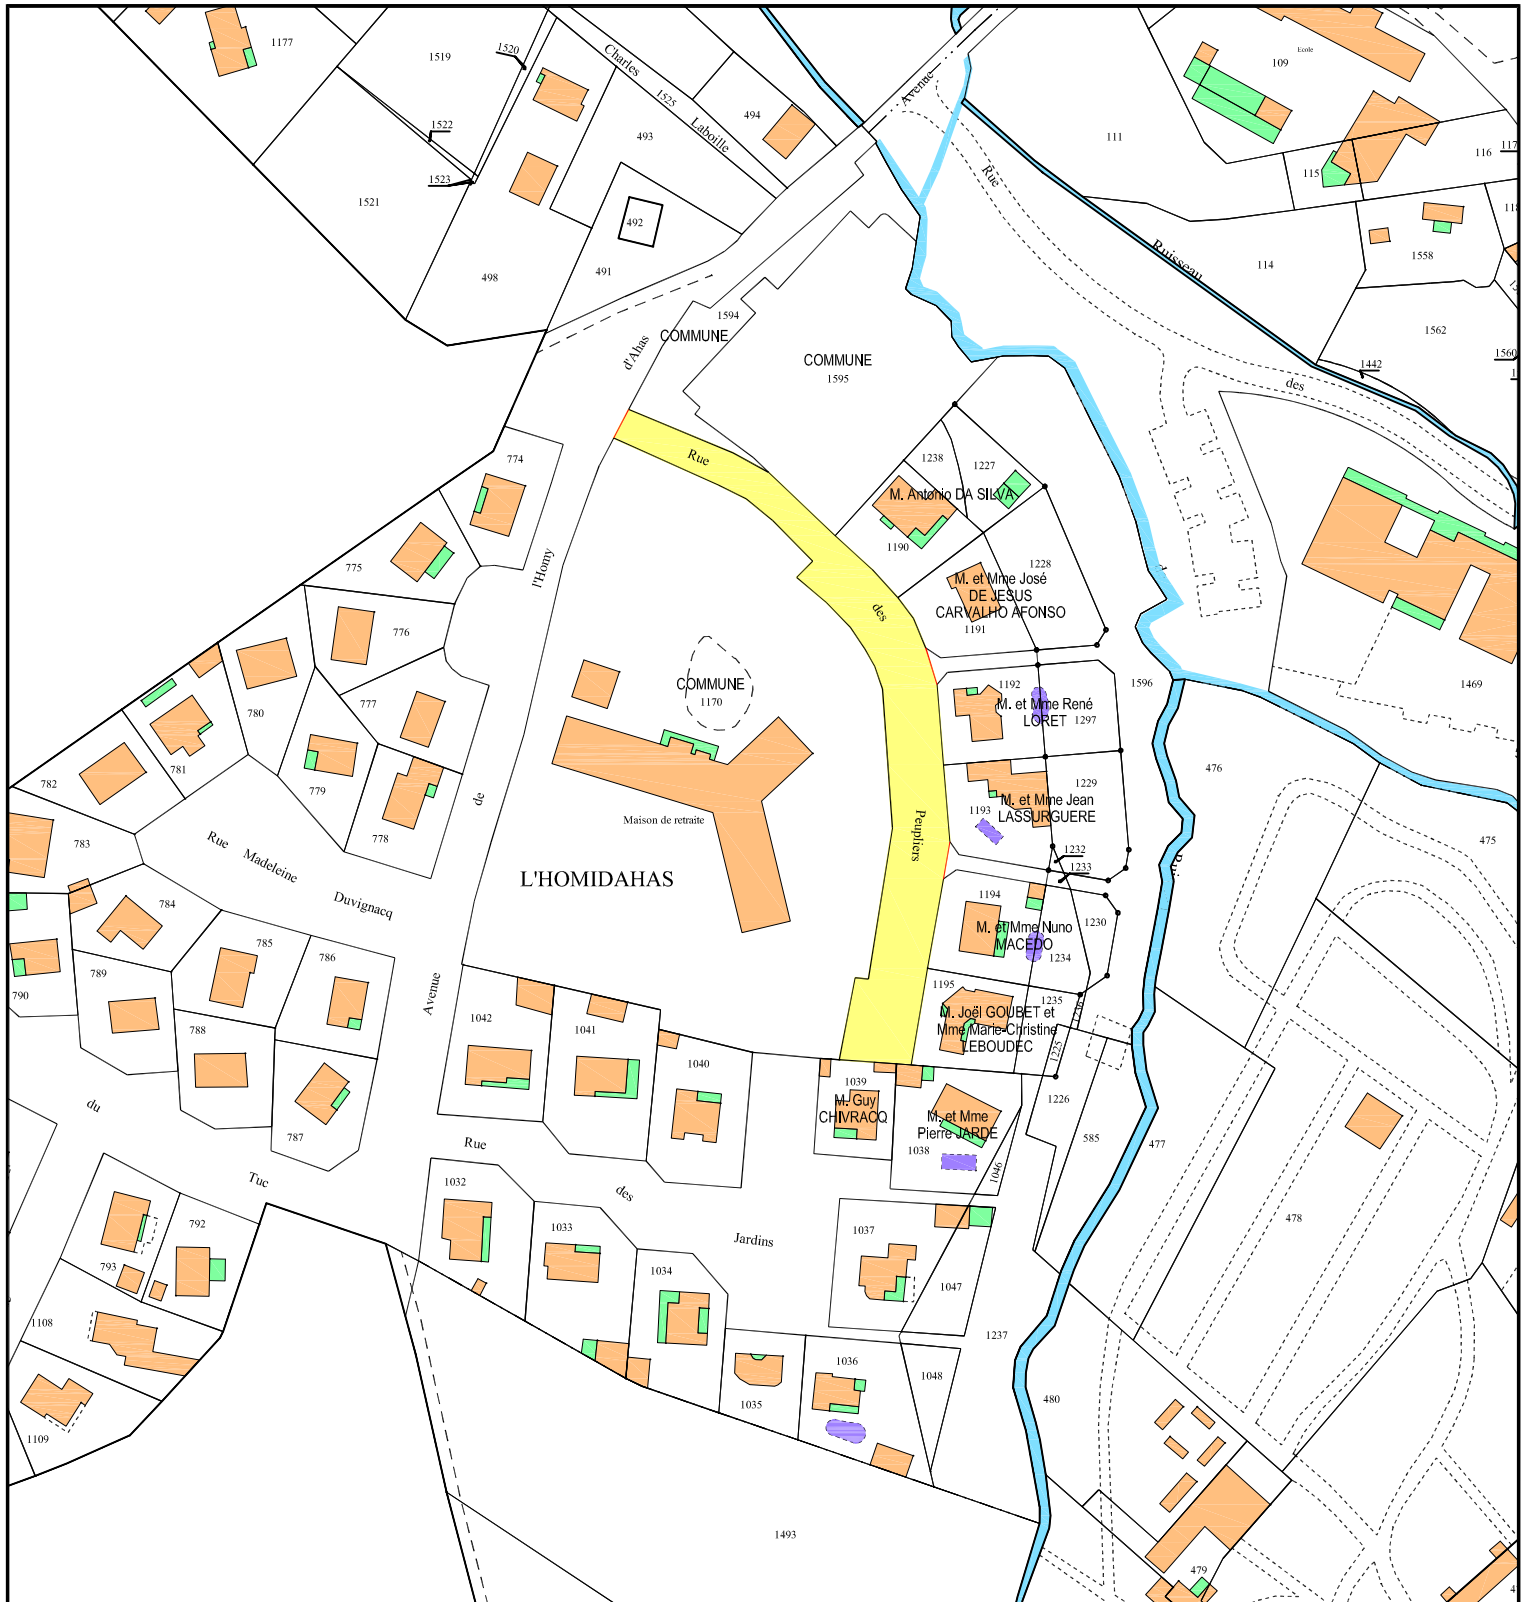 1177
1519
1520
Charles
1525
Laboille
494
493
Avenue
Ecole
109
111
116
115
1522
1523
1521
498
492
491
Rue
Ruisseau
114
1558
1562
1442
des
1594
COMMUNE
d'Ahas
COMMUNE
1595
774
Rue
1238
1227
M. Antonio DA SILVA
1190
775
l'Homy
1228
M. et Mme José
DE JESUS
CARVALHO AFONSO
1191
des
776
777
780
781
782
779
778
783
COMMUNE
1170
1192
M. et Mme René
LORET
1297
1596
1469
476
475
Maison de retraite
de
Peupliers
1193
1229
M. et Mme Jean
LASSURGUERE
1232
1233
L'HOMIDAHAS
Rue Madeleine
Duvignacq
784
785
786
789
790
788
787
1194
1230
M. et Mme Nuno
MACEDO
1234
1195
1235
1236
M. Joël GOUBET et
Mme Marie-Christine
LEBOUDEC
1225
Avenue
1042
1041
1040
1039
M. Guy
CHIVRACQ
M. et Mme
Pierre JARDE
1038
1046
1226
585
477
478
du
Tuc
Rue
des
Jardins
1032
1033
1034
1037
1047
1237
792
793
1108
1109
1035
1036
1048
480
1493
479